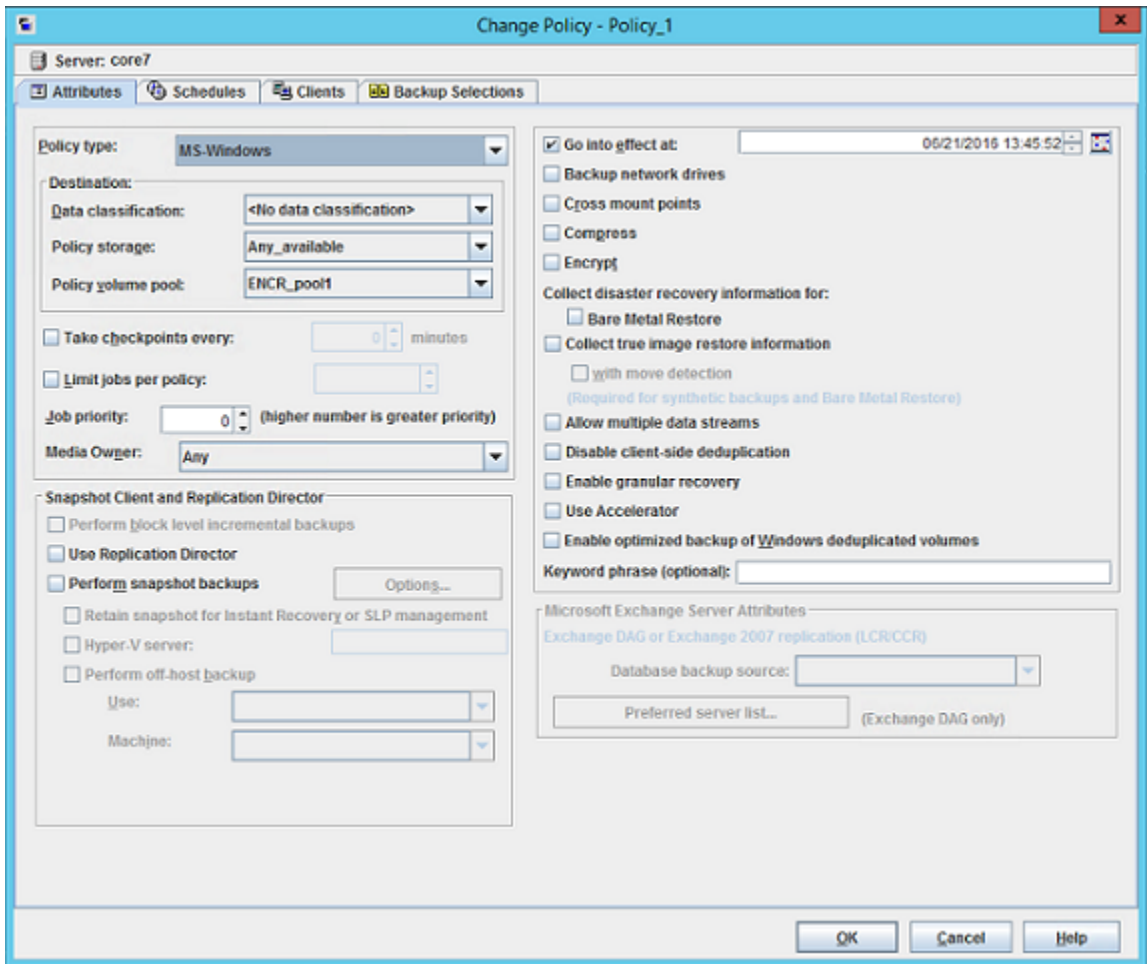 Change Policy - Policy_1
x
Server: core7
Attributes
Schedules
Clients
Backup Selections
Policy type:
MS-Windows
Destination:
Data classification:
<No data classification>
Policy storage:
Any_available
Policy volume pool:
ENCR_pool1
Take checkpoints every:
0
minutes
Limit jobs per policy:
Job priority:
0
(higher number is greater priority)
Media Owner:
Any
Snapshot Client and Replication Director
Perform block level incremental backups
Use Replication Director
Perform snapshot backups
Options...
Retain snapshot for Instant Recovery or SLP management
Hyper-V server:
Perform off-host backup
Use:
Machine:
Go into effect at:
06/21/2016 13:45:52
Backup network drives
Cross mount points
Compress
Encrypt
Collect disaster recovery information for:
Bare Metal Restore
Collect true image restore information
with move detection
(Required for synthetic backups and Bare Metal Restore)
Allow multiple data streams
Disable client-side deduplication
Enable granular recovery
Use Accelerator
Enable optimized backup of Windows deduplicated volumes
Keyword phrase (optional):
Microsoft Exchange Server Attributes
Exchange DAG or Exchange 2007 replication (LCR/CCR)
Database backup source:
Preferred server list...
(Exchange DAG only)
OK
Cancel
Help